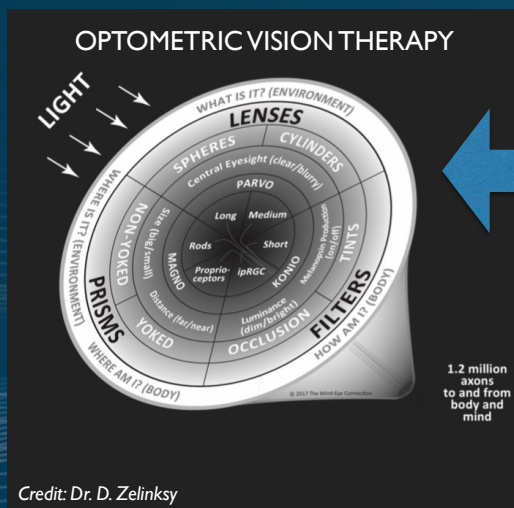 OPTOMETRIC VISION THERAPY
LIGHT
WHAT IS IT? (ENVIRONMENT)
LENSES
SPHERES
CYLINDERS
Central Eyesight (clear/blurry)
PARVO
Long
Medium
Short
Rods
Proprio-
ceptors
ipRGC
WHERE IS IT? (ENVIRONMENT)
NON-YOKED
Size (big/small)
MAGNO
KONIO
Melanopsin Production
(on/off)
TINTS
PRISMS
YOKED
Distance (far/near)
Luminance
(dim/bright)
OCCLUSION
FILTERS
WHERE AM I? (BODY)
HOW AM I? (BODY)
© 2017 The Mind-Eye Connection
1.2 million
axons
to and from
body and
mind
Credit: Dr. D. Zelinksy